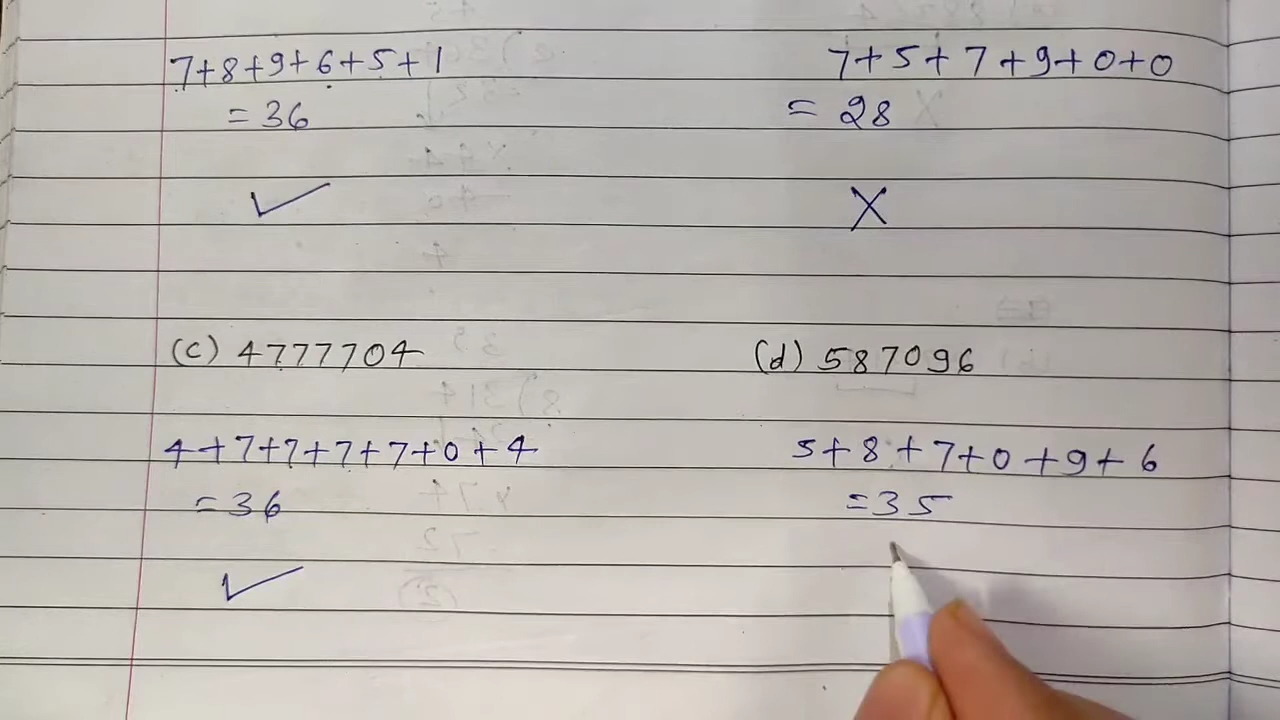 7+8+9+6+5+1
= 36
7+5+7+9+0+0
= 28
X
(c) 4777704
4+7+7+7+7+0+4
= 36
(d) 587096
5+8+7+0+9+6
=35